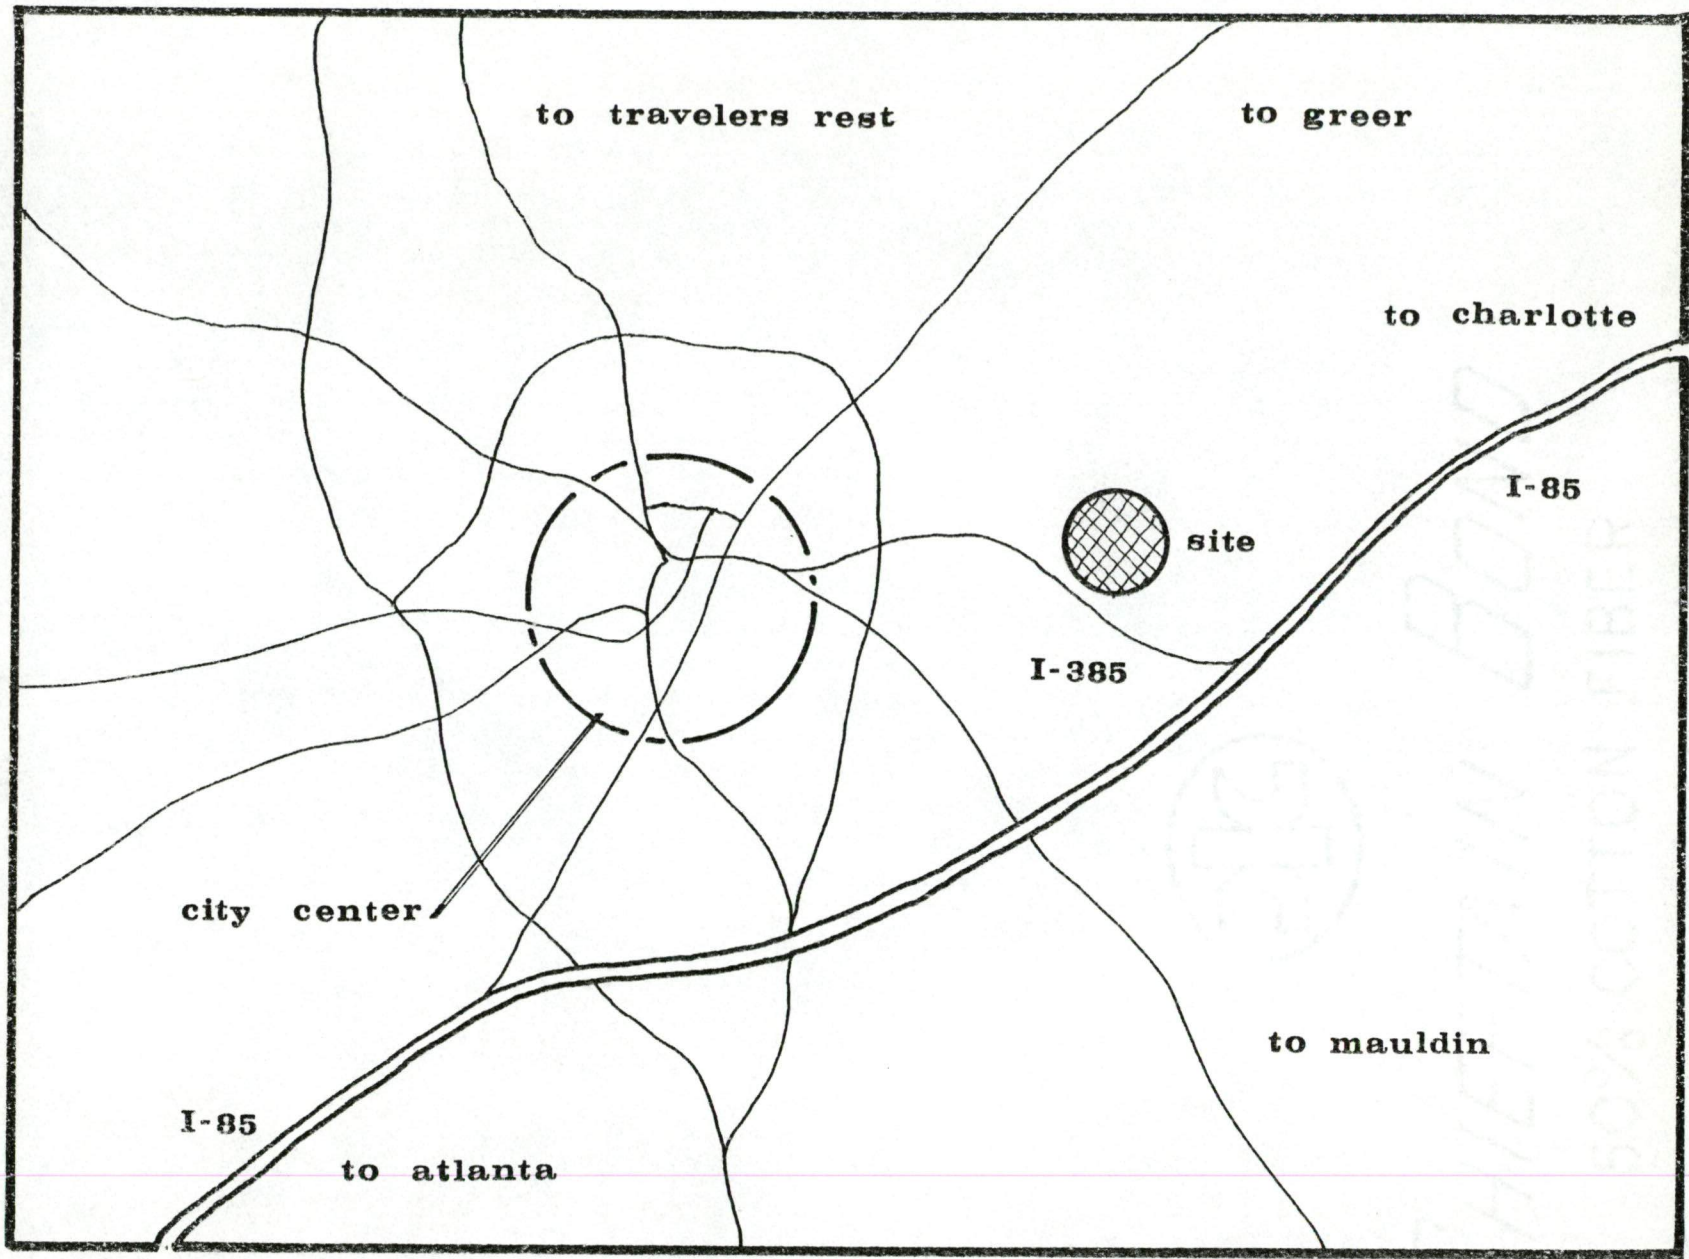 to travelers rest
to greer
to charlotte
I-85
site
I-385
city center
to mauldin
I-85
to atlanta